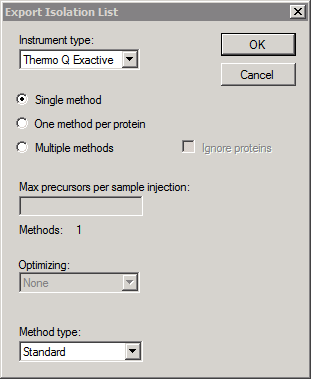 Export Isolation List
Instrument type:
Thermo Q Exactive
OK
Cancel
Single method
One method per protein
Multiple methods
Ignore proteins
Max precursors per sample injection:
Methods: 1
Optimizing:
None
Method type:
Standard